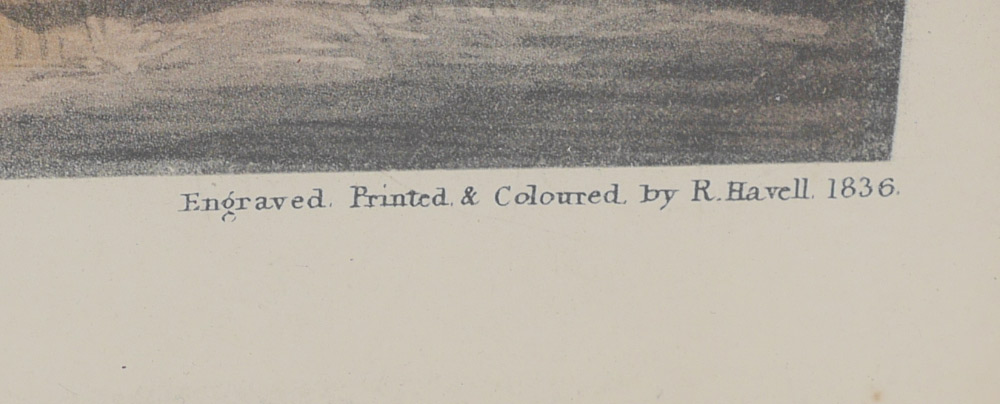 Engraved. Printed. & Coloured. by R. Havell. 1836.